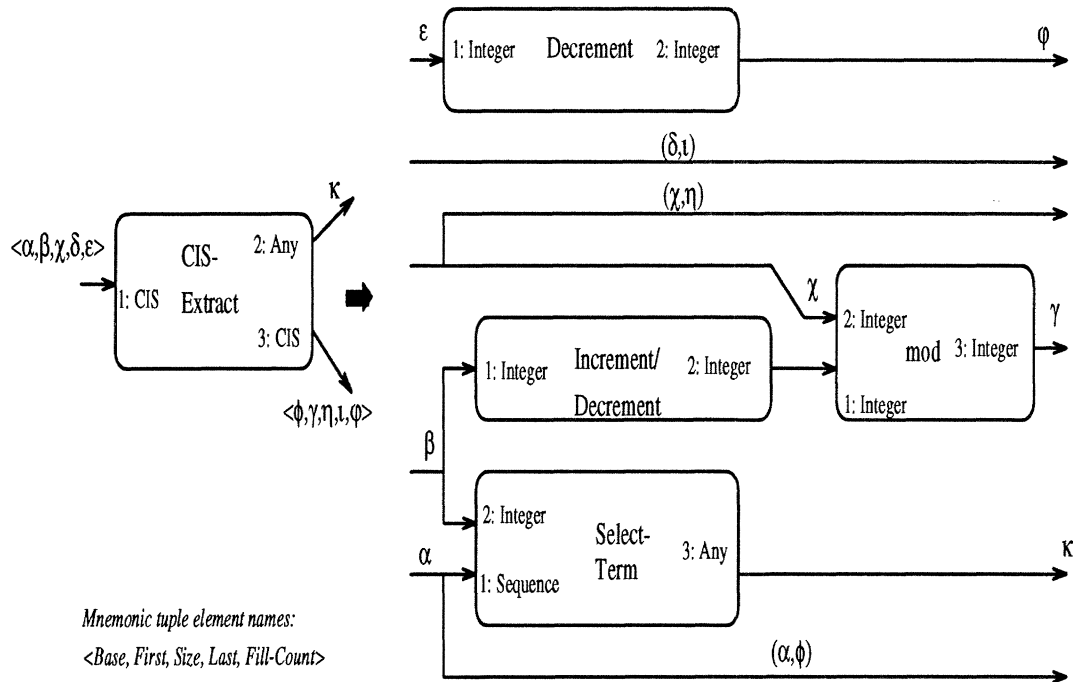 ε
1: Integer Decrement 2: Integer
φ
(δ,ι)
κ
(χ,η)
<α,β,χ,δ,ε>
CIS-
Extract
2: Any
1: CIS
3: CIS
<ϕ,γ,η,ι,φ>
χ
2: Integer
mod 3: Integer
1: Integer
γ
1: Integer Increment/ 2: Integer
Decrement
β
2: Integer
Select-
Term
3: Any
1: Sequence
α
κ
(α,ϕ)
Mnemonic tuple element names:
<Base, First, Size, Last, Fill-Count>